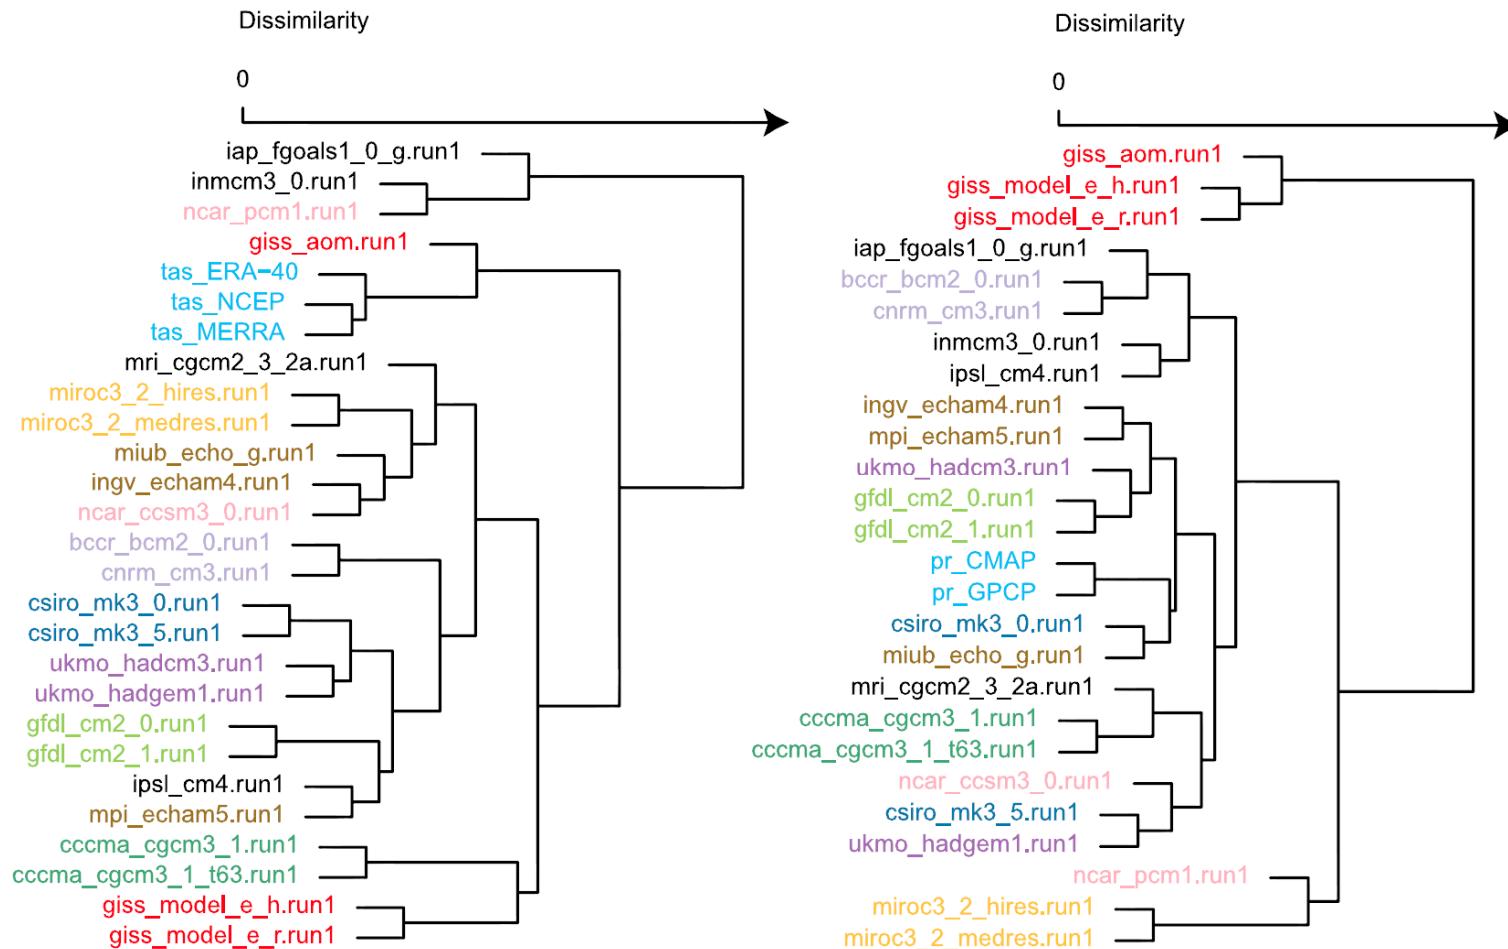 Dissimilarity
0
iap_fgoals1_0_g.run1
inmcm3_0.run1
ncar_pcm1.run1
giss_aom.run1
tas_ERA−40
tas_NCEP
tas_MERRA
mri_cgcm2_3_2a.run1
miroc3_2_hires.run1
miroc3_2_medres.run1
miub_echo_g.run1
ingv_echam4.run1
ncar_ccsm3_0.run1
bccr_bcm2_0.run1
cnrm_cm3.run1
csiro_mk3_0.run1
csiro_mk3_5.run1
ukmo_hadcm3.run1
ukmo_hadgem1.run1
gfdl_cm2_0.run1
gfdl_cm2_1.run1
ipsl_cm4.run1
mpi_echam5.run1
cccma_cgcm3_1.run1
cccma_cgcm3_1_t63.run1
giss_model_e_h.run1
giss_model_e_r.run1
Dissimilarity
0
giss_aom.run1
giss_model_e_h.run1
giss_model_e_r.run1
iap_fgoals1_0_g.run1
bccr_bcm2_0.run1
cnrm_cm3.run1
inmcm3_0.run1
ipsl_cm4.run1
ingv_echam4.run1
mpi_echam5.run1
ukmo_hadcm3.run1
gfdl_cm2_0.run1
gfdl_cm2_1.run1
pr_CMAP
pr_GPCP
csiro_mk3_0.run1
miub_echo_g.run1
mri_cgcm2_3_2a.run1
cccma_cgcm3_1.run1
cccma_cgcm3_1_t63.run1
ncar_ccsm3_0.run1
csiro_mk3_5.run1
ukmo_hadgem1.run1
ncar_pcm1.run1
miroc3_2_hires.run1
miroc3_2_medres.run1